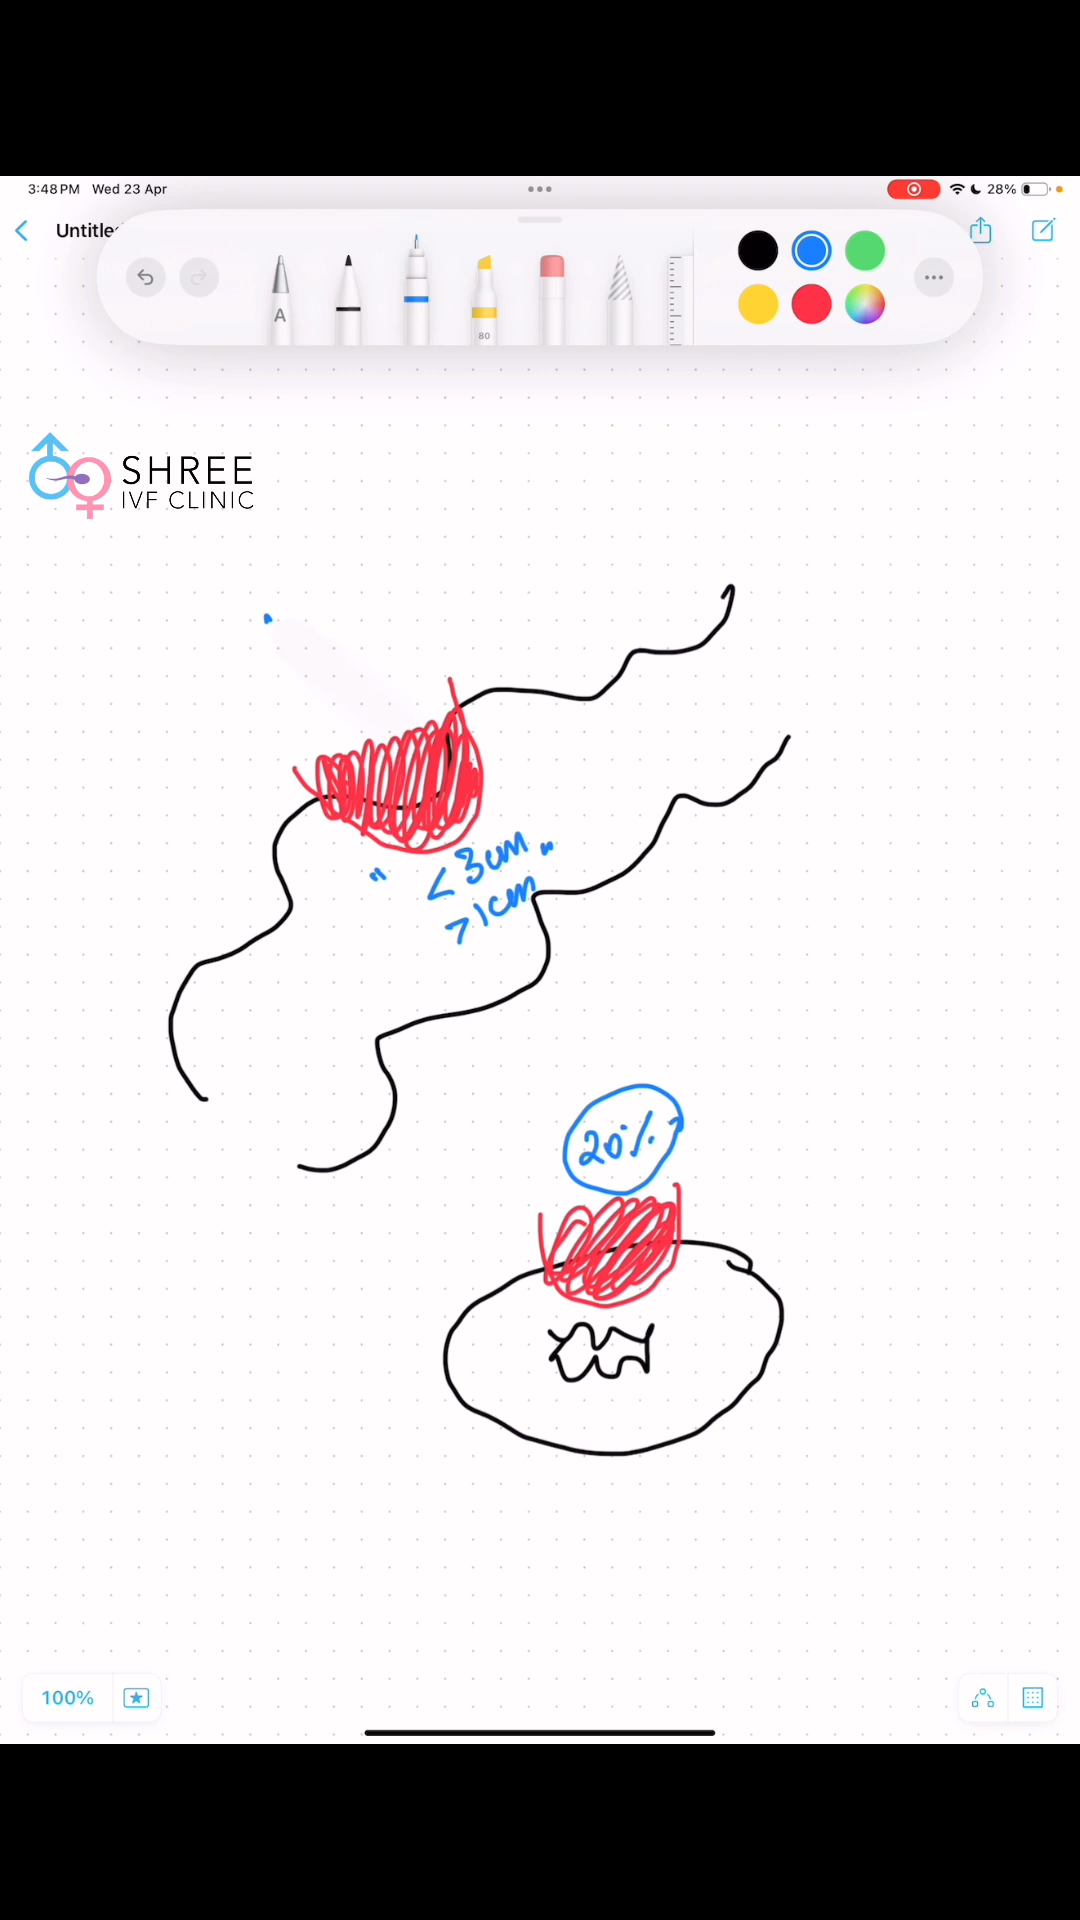 3:48 PM Wed 23 Apr
28%
Untitle
A
80
SHREE
IVF CLINIC
" <3cm "
>1cm
20%
100%